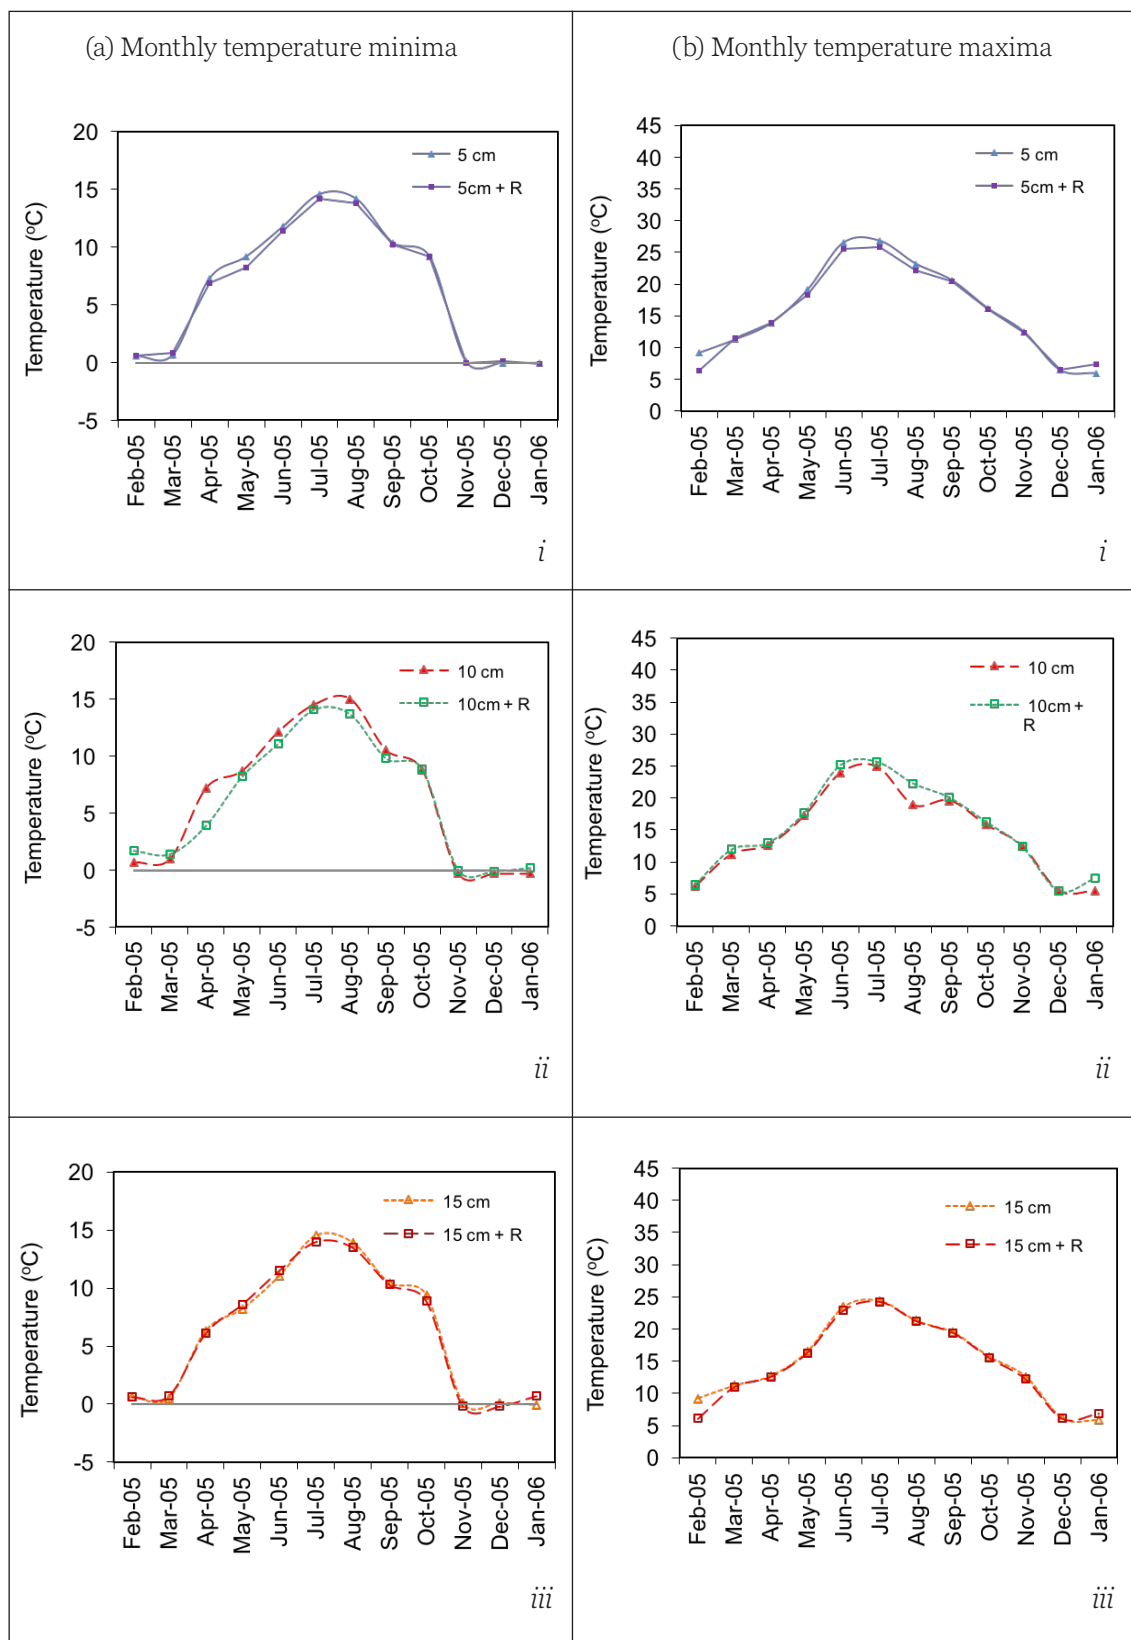 (a) Monthly temperature minima
(b) Monthly temperature maxima
Temperature (ºC)
20
15
10
5
0
-5
5 cm
5cm + R
Feb-05
Mar-05
Apr-05
May-05
Jun-05
Jul-05
Aug-05
Sep-05
Oct-05
Nov-05
Dec-05
Jan-06
i
Temperature (ºC)
45
40
35
30
25
20
15
10
5
0
5 cm
5cm + R
Feb-05
Mar-05
Apr-05
May-05
Jun-05
Jul-05
Aug-05
Sep-05
Oct-05
Nov-05
Dec-05
Jan-06
i
Temperature (ºC)
20
15
10
5
0
-5
10 cm
10cm + R
Feb-05
Mar-05
Apr-05
May-05
Jun-05
Jul-05
Aug-05
Sep-05
Oct-05
Nov-05
Dec-05
Jan-06
ii
Temperature (ºC)
45
40
35
30
25
20
15
10
5
0
10 cm
10cm +
R
Feb-05
Mar-05
Apr-05
May-05
Jun-05
Jul-05
Aug-05
Sep-05
Oct-05
Nov-05
Dec-05
Jan-06
ii
Temperature (ºC)
20
15
10
5
0
-5
15 cm
15 cm + R
Feb-05
Mar-05
Apr-05
May-05
Jun-05
Jul-05
Aug-05
Sep-05
Oct-05
Nov-05
Dec-05
Jan-06
iii
Temperature (ºC)
45
40
35
30
25
20
15
10
5
0
15 cm
15 cm + R
Feb-05
Mar-05
Apr-05
May-05
Jun-05
Jul-05
Aug-05
Sep-05
Oct-05
Nov-05
Dec-05
Jan-06
iii